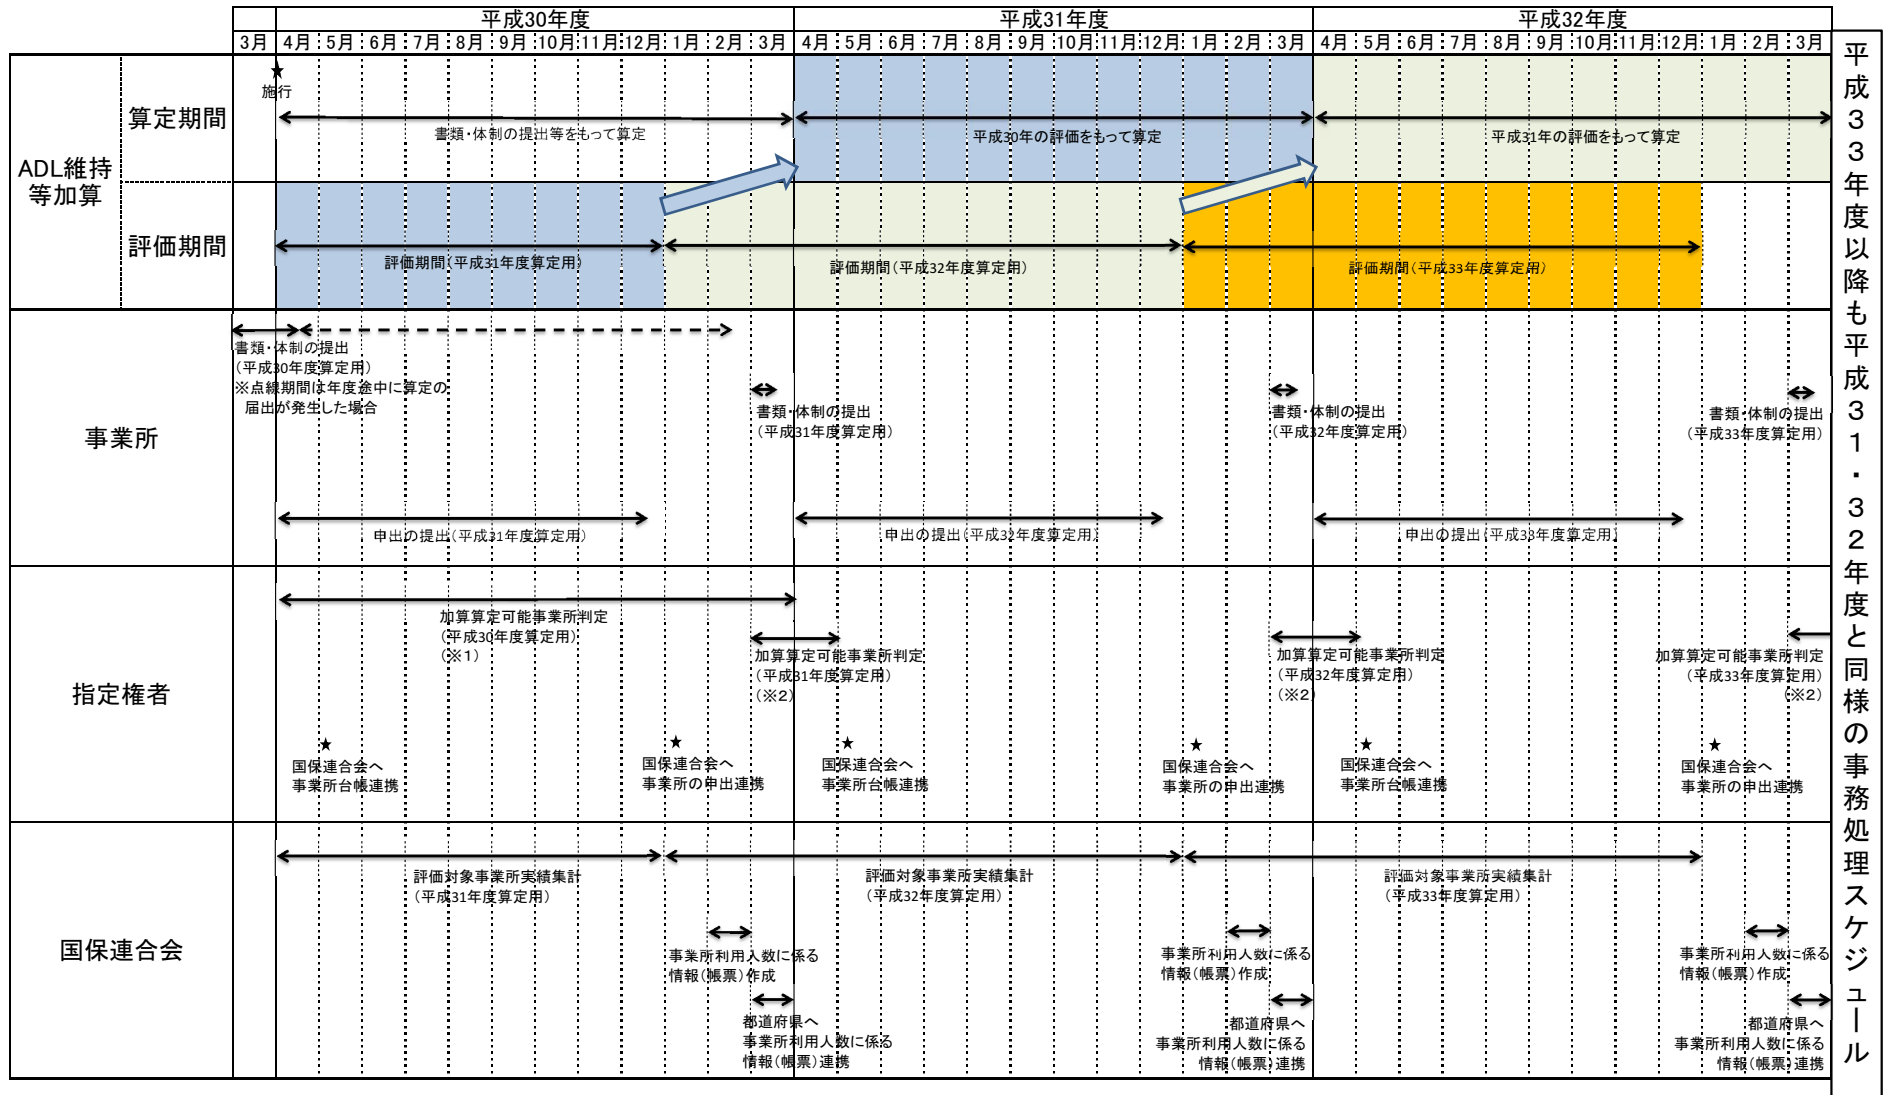 平成30年度 平成31年度 平成32年度
3月 4月 5月 6月 7月 8月 9月 10月 11月 12月 1月 2月 3月 4月 5月 6月 7月 8月 9月 10月 11月 12月 1月 2月 3月 4月 5月 6月 7月 8月 9月 10月 11月 12月 1月 2月 3月
ADL維持
等加算
算定期間
★
施行
書類・体制の提出等をもって算定
平成30年の評価をもって算定
平成31年の評価をもって算定
評価期間
評価期間(平成31年度算定用)
評価期間(平成32年度算定用)
評価期間(平成33年度算定用)
事業所
書類・体制の提出
(平成30年度算定用)
※点線期間は年度途中に算定の
届出が発生した場合
書類・体制の提出
(平成31年度算定用)
書類・体制の提出
(平成32年度算定用)
書類・体制の提出
(平成33年度算定用)
申出の提出(平成31年度算定用)
申出の提出(平成32年度算定用)
申出の提出(平成33年度算定用)
指定権者
加算算定可能事業所判定
(平成30年度算定用)
(※1)
加算算定可能事業所判定
(平成31年度算定用)
(※2)
加算算定可能事業所判定
(平成32年度算定用)
(※2)
加算算定可能事業所判定
(平成33年度算定用)
(※2)
★
国保連合会へ
事業所台帳連携
★
国保連合会へ
事業所の申出連携
★
国保連合会へ
事業所台帳連携
★
国保連合会へ
事業所の申出連携
★
国保連合会へ
事業所台帳連携
★
国保連合会へ
事業所の申出連携
国保連合会
評価対象事業所実績集計
(平成31年度算定用)
評価対象事業所実績集計
(平成32年度算定用)
評価対象事業所実績集計
(平成33年度算定用)
事業所利用人数に係る
情報(帳票)作成
事業所利用人数に係る
情報(帳票)作成
事業所利用人数に係る
情報(帳票)作成
都道府県へ
事業所利用人数に係る
情報(帳票)連携
都道府県へ
事業所利用人数に係る
情報(帳票)連携
都道府県へ
事業所利用人数に係る
情報(帳票)連携
平成33年度以降も平成31・32年度と同様の事務処理スケジュール